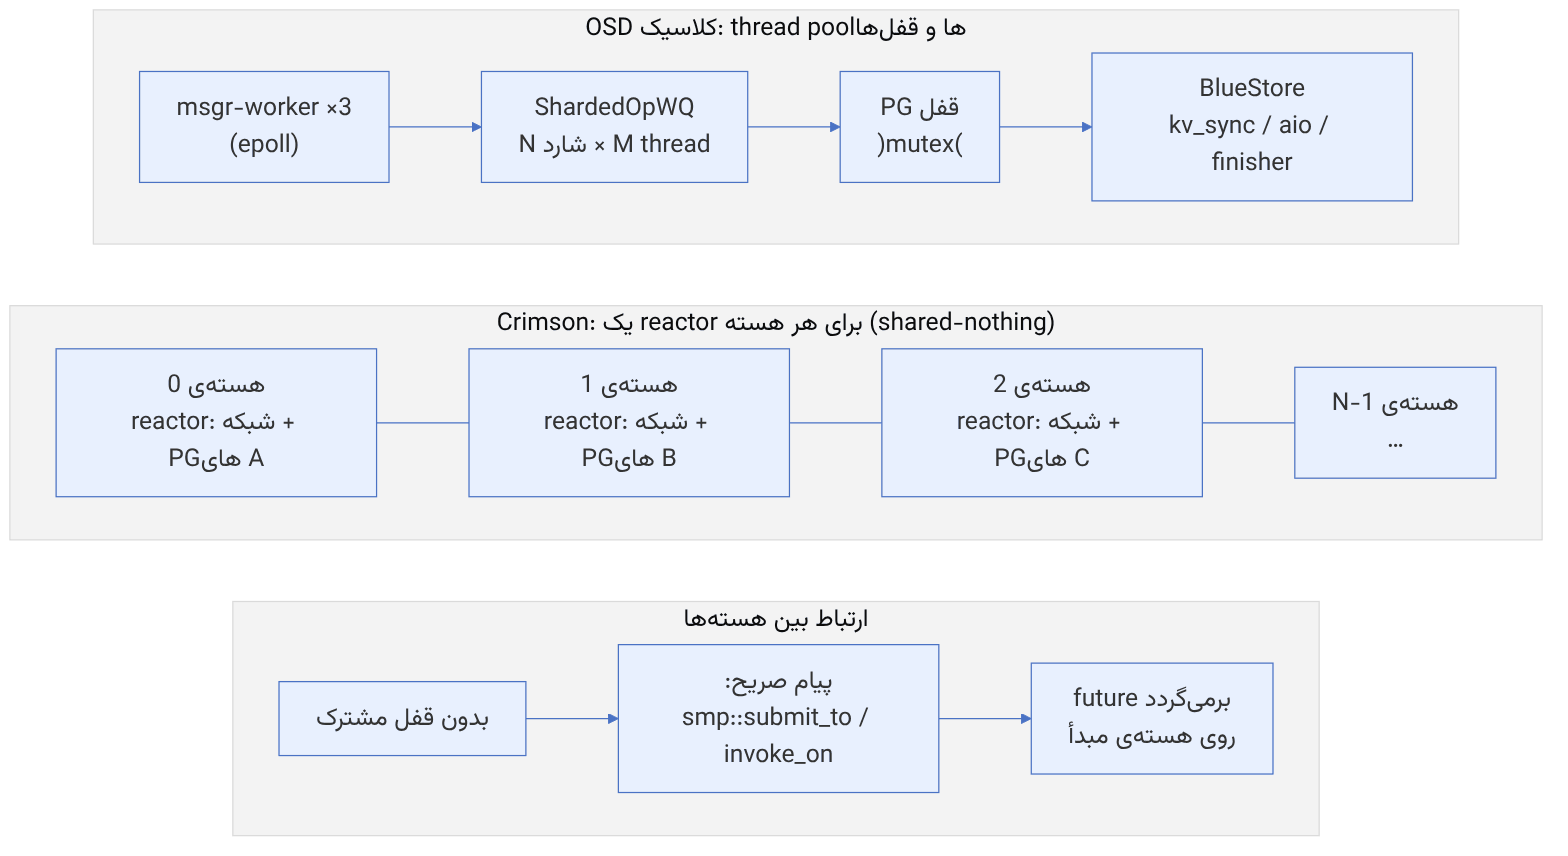 OSD کلاسیک: thread poolها و قفل‌ها
msgr-worker ×3
(epoll)
ShardedOpWQ
N شارد × M thread
قفل PG
(mutex)
BlueStore
kv_sync / aio /
finisher
Crimson: یک reactor برای هر هسته (shared-nothing)
هسته‌ی 0
reactor: شبکه +
PGهای A
هسته‌ی 1
reactor: شبکه +
PGهای B
هسته‌ی 2
reactor: شبکه +
PGهای C
هسته‌ی N-1
...
ارتباط بین هسته‌ها
بدون قفل مشترک
پیام صریح:
smp::submit_to /
invoke_on
future برمی‌گردد
روی هسته‌ی مبدأ